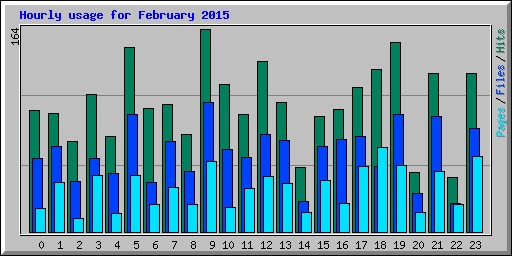 Hourly usage for February 2015
164
Pages / Files / Hits
0 1 2 3 4 5 6 7 8 9 10 11 12 13 14 15 16 17 18 19 20 21 22 23